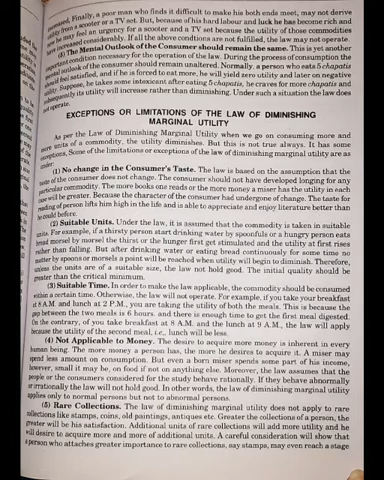 Finally, a poor man who finds it difficult to make his both ends meet, may not derive
utility from a scooter or a TV set. But, because of his hard labour and luck he has become rich and
he may feel an urgency for a scooter and a TV set because the utility of those commodities
have increased considerably. If all the above conditions are not fulfilled, the law may not operate.
(8) The Mental Outlook of the Consumer should remain the same. This is yet another
important condition necessary for the operation of the law. During the process of consumption the
mental outlook of the consumer should remain unaltered. Normally, a person who eats 5 chapatis
would feel satisfied, and if he is forced to eat more, he will yield zero utility and later on negative
utility. Suppose, he takes some intoxicant after eating 5 chapatis, he craves for more chapatis and
subsequently its utility will increase rather than diminishing. Under such a situation the law does
not operate.
EXCEPTIONS OR LIMITATIONS OF THE LAW OF DIMINISHING
MARGINAL UTILITY
As per the Law of Diminishing Marginal Utility when we go on consuming more and
more units of a commodity, the utility diminishes. But this is not true always. It has some
exceptions, Some of the limitations or exceptions of the law of diminishing marginal utility are as
under:
(1) No change in the Consumer's Taste. The law is based on the assumption that the
taste of the consumer does not change. The consumer should not have developed longing for any
particular commodity. The more books one reads or the more money a miser has the utility in each
case will be greater. Because the character of the consumer had undergone of change. The taste for
reading of person lifts him high in the life and is able to appreciate and enjoy literature better than
he could before.
(2) Suitable Units. Under the law, it is assumed that the commodity is taken in suitable
units. For example, if a thirsty person start drinking water by spoonfuls or a hungry person eats
bread morsel by morsel the thirst or the hunger first get stimulated and the utility at first rises
rather than falling. But after drinking water or eating bread continuously for some time no
matter by spoons or morsels a point will be reached when utility will begin to diminish. Therefore,
unless the units are of a suitable size, the law not hold good. The initial quality should be
greater than the critical minimum.
(3) Suitable Time. In order to make the law applicable, the commodity should be consumed
within a certain time. Otherwise, the law will not operate. For example, if you take your breakfast
at 8 A.M. and lunch at 2 P.M., you are taking the utility of both the meals. This is because the
gap between the two meals is 6 hours. and there is enough time to get the first meal digested.
On the contrary, of you take breakfast at 8 A.M. and the lunch at 9 A.M., the law will apply
because the utility of the second meal, i.e., lunch will be less.
(4) Not Applicable to Money. The desire to acquire more money is inherent in every
human being. The more money a person has, the more he desires to acquire it. A miser may
spend less amount on consumption. But even a born miser spends some part of his income,
however, small it may be, on food if not on anything else. Moreover, the law assumes that the
people or the consumers considered for the study behave rationally. If they behave abnormally
or irrationally the law will not hold good. In other words, the law of diminishing marginal utility
applies only to normal persons but not to abnormal persons.
(5) Rare Collections. The law of diminishing marginal utility does not apply to rare
collections like stamps, coins, old paintings, antiques etc. Greater the collections of a person, the
greater will be his satisfaction. Additional units of rare collections will add more utility and he
will desire to acquire more and more of additional units. A careful consideration will show that
a person who attaches greater importance to rare collections, say stamps, may even reach a stage